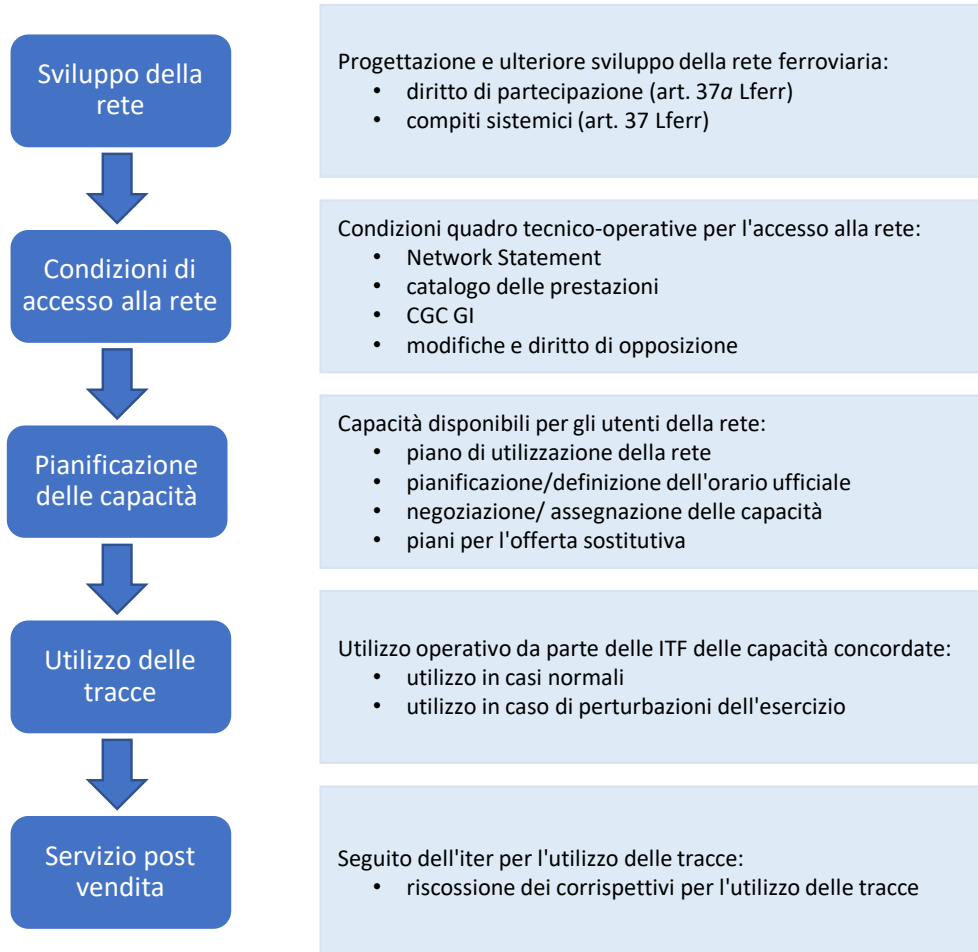 Sviluppo della
rete
Progettazione e ulteriore sviluppo della rete ferroviaria:
• diritto di partecipazione (art. 37a Lferr)
• compiti sistemici (art. 37 Lferr)
Condizioni di
accesso alla rete
Condizioni quadro tecnico-operative per l'accesso alla rete:
• Network Statement
• catalogo delle prestazioni
• CGC GI
• modifiche e diritto di opposizione
Pianificazione
delle capacità
Capacità disponibili per gli utenti della rete:
• piano di utilizzazione della rete
• pianificazione/definizione dell'orario ufficiale
• negoziazione/ assegnazione delle capacità
• piani per l'offerta sostitutiva
Utilizzo delle
tracce
Utilizzo operativo da parte delle ITF delle capacità concordate:
• utilizzo in casi normali
• utilizzo in caso di perturbazioni dell'esercizio
Servizio post
vendita
Seguito dell'iter per l'utilizzo delle tracce:
• riscossione dei corrispettivi per l'utilizzo delle tracce